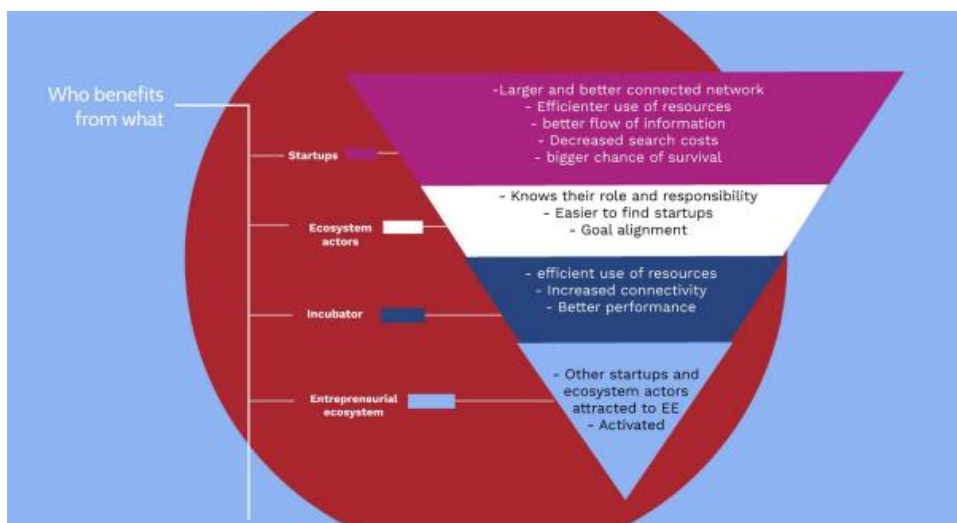 Who benefits
from what
Startups
-Larger and better connected network
- Efficienter use of resources
- better flow of information
- Decreased search costs
- bigger chance of survival
Ecosystem
actors
- Knows their role and responsibility
- Easier to find startups
- Goal alignment
Incubator
- efficient use of resources
- Increased connectivity
- Better performance
Entrepreneurial
ecosystem
- Other startups and
ecosystem actors
attracted to EE
- Activated